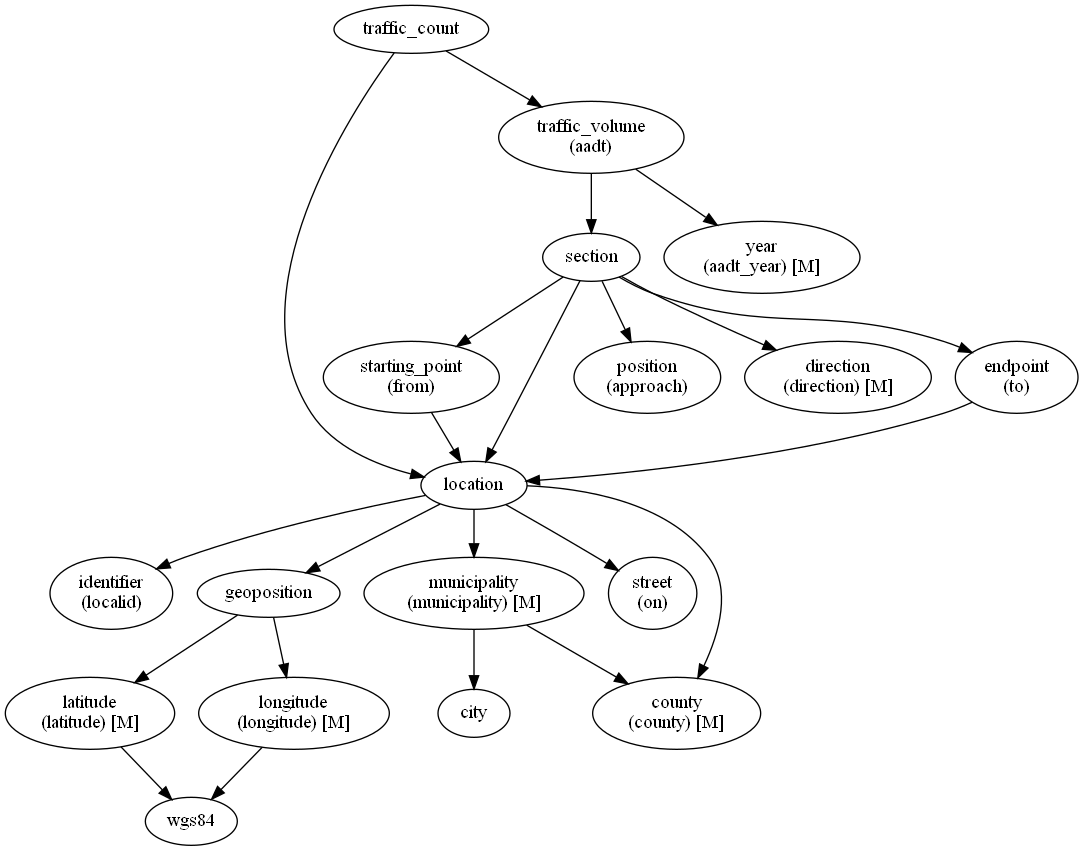 traffic_count
traffic_volume
(aadt)
section
year
(aadt_year) [M]
starting_point
(from)
position
(approach)
direction
(direction) [M]
endpoint
(to)
location
identifier
(localid)
geoposition
municipality
(municipality) [M]
street
(on)
latitude
(latitude) [M]
longitude
(longitude) [M]
city
county
(county) [M]
wgs84